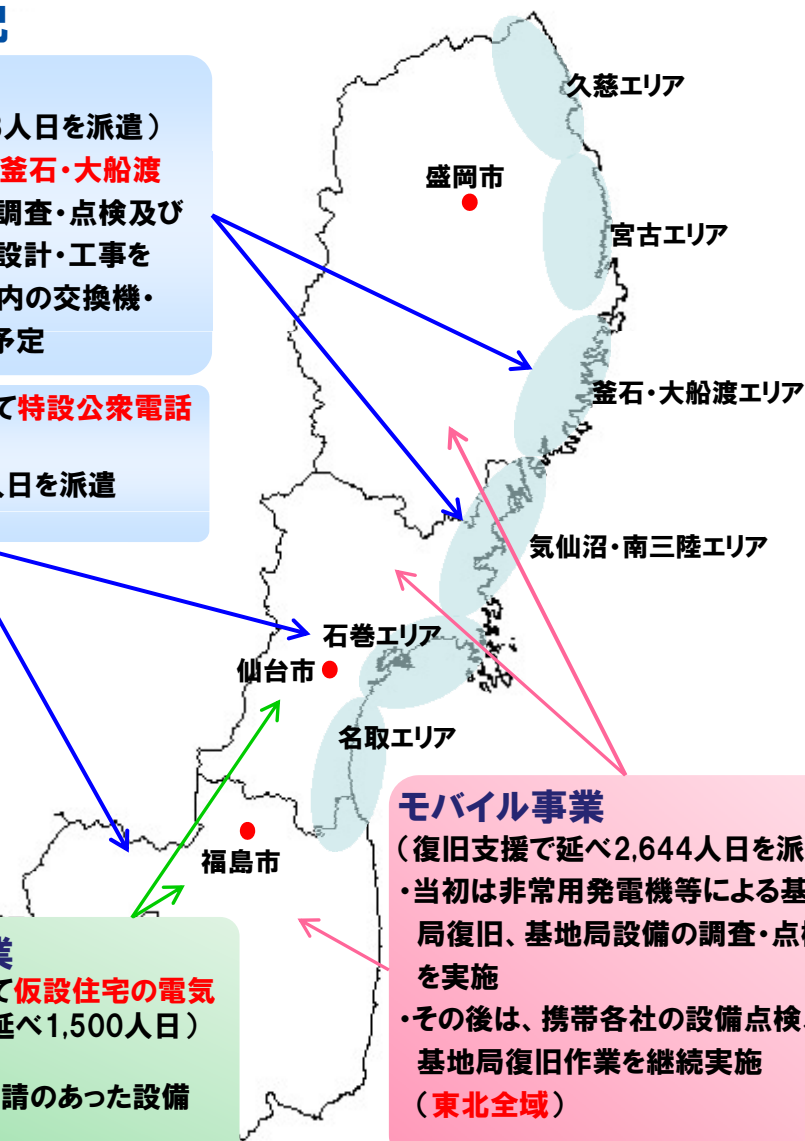 況
人日を派遣）
釜石・大船渡
調査・点検及び
設計・工事を
内の交換機・
予定
て特設公衆電話
人日を派遣
久慈エリア
盛岡市
宮古エリア
釜石・大船渡エリア
気仙沼・南三陸エリア
石巻エリア
仙台市
名取エリア
福島市
業
て仮設住宅の電気
延べ1,500人日）
請のあった設備
モバイル事業
（復旧支援で延べ2,644人日を派
・当初は非常用発電機等による基
局復旧、基地局設備の調査・点検
を実施
・その後は、携帯各社の設備点検、
基地局復旧作業を継続実施
（東北全域）